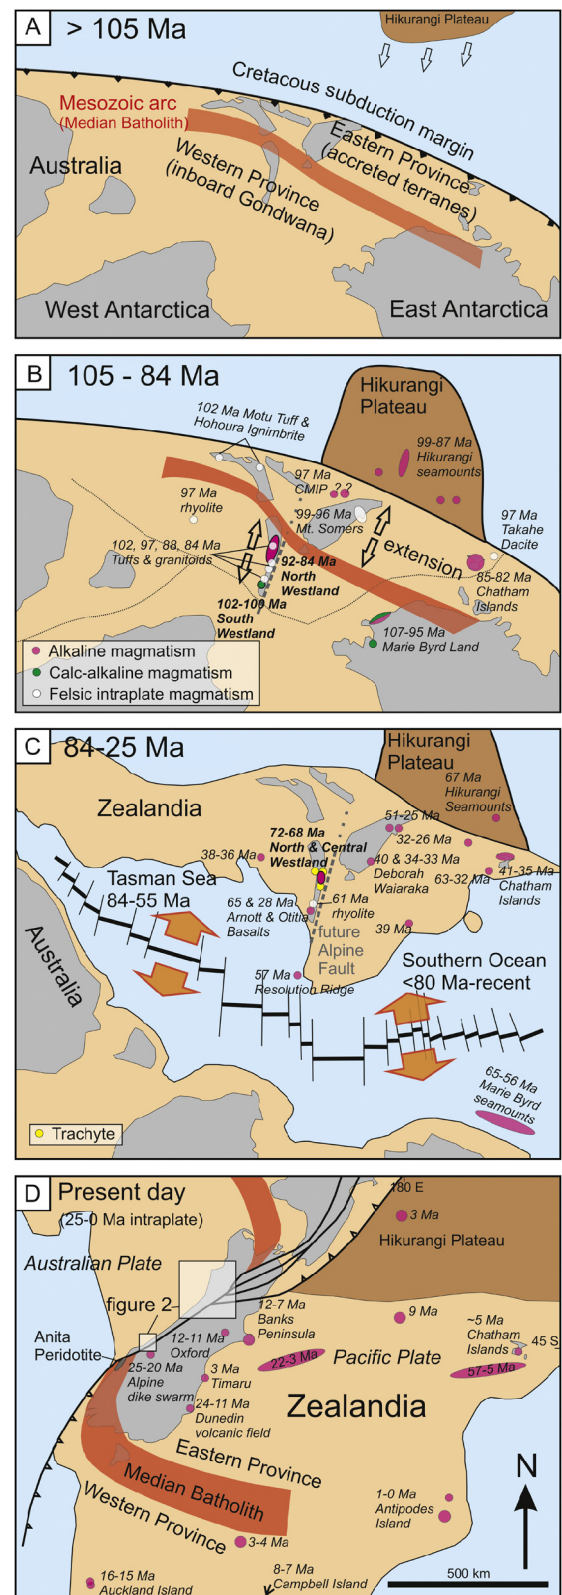 A
> 105 Ma
Hikurangi Plateau
Cretacous subduction margin
Mesozoic arc
(Median Batholith)
Eastern Province
(accreted terranes)
Western Province
(inboard Gondwana)
Australia
West Antarctica
East Antarctica
B
105 - 84 Ma
Hikurangi
Plateau
102 Ma Motu Tuff &
Hohoura Ignirnbrite
99-87 Ma
Hikurangi
seamounts
97 Ma
CMIP ? ?
97 Ma
rhyolite
99-96 Ma
Mt. Somers
97 Ma
Takahe
Dacite
102, 97, 88, 84 Ma
Tuffs & granitoids
extension
92-84 Ma
North
Westland
85-82 Ma
Chatham
Islands
102-100 Ma
South
Westland
107-95 Ma
Marie Byrd Land
Alkaline magmatism
Calc-alkaline magmatism
Felsic intraplate magmatism
C
84-25 Ma
Hikurangi
Plateau
67 Ma
Hikurangi
Seamounts
Zealandia
51-25 Ma
72-68 Ma
North & Central
Westland
32-26 Ma
38-36 Ma
40 & 34-33 Ma
Deborah
Waiaraka
63-32 Ma
41-35 Ma
Chatham
Islands
Tasman Sea
84-55 Ma
65 & 28 Ma
Arnott & Otitia
Basalts
61 Ma
rhyolite
39 Ma
future
Alpine
Fault
Australia
Southern Ocean
<80 Ma-recent
57 Ma
Resolution Ridge
65-56 Ma
Marie Byrd
seamounts
Trachyte
D
Present day
(25-0 Ma intraplate)
180 E
3 Ma
Hikurangi Plateau
Australian Plate
figure 2
12-7 Ma
Banks
Peninsula
9 Ma
~5 Ma
Chatham
Islands
45 S
Anita
Peridotite
12-11 Ma
Oxford
22-3 Ma
Pacific Plate
57-5 Ma
25-20 Ma
Alpine
dike swarm
3 Ma
Timaru
24-11 Ma
Dunedin
volcanic field
Zealandia
Eastern Province
Median Batholith
Western Province
N
1-0 Ma
Antipodes
Island
3-4 Ma
16-15 Ma
Auckland Island
8-7 Ma
Campbell Island
500 km